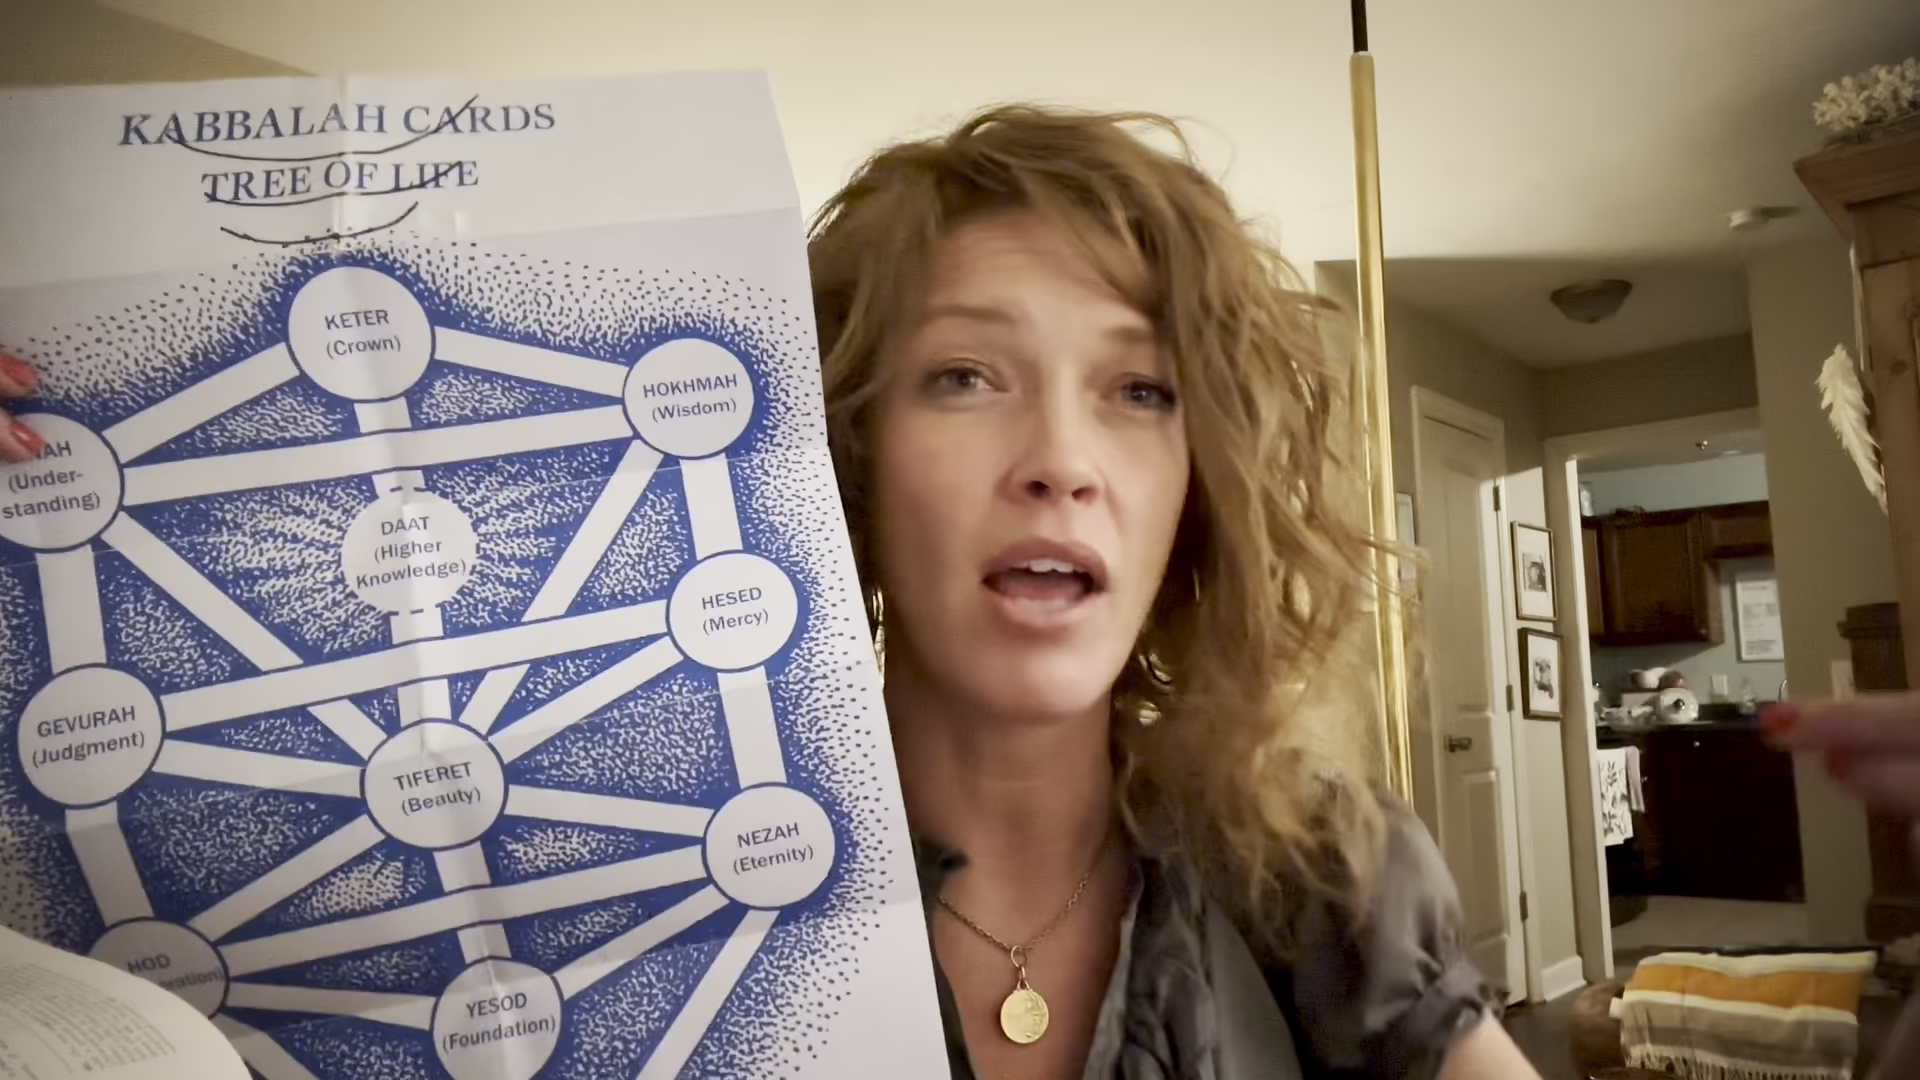 KABBALAH CARDS
TREE OF LIFE
KETER
(Crown)
HOKHMAH
(Wisdom)
NAH
(Under-
standing)
DAAT
(Higher
Knowledge)
HESED
(Mercy)
GEVURAH
(Judgment)
TIFERET
(Beauty)
NEZAH
(Eternity)
HOD
YESOD
(Foundation)